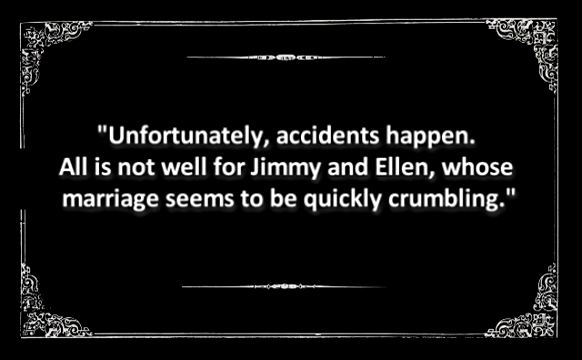 "Unfortunately, accidents happen.
All is not well for Jimmy and Ellen, whose
marriage seems to be quickly crumbling."